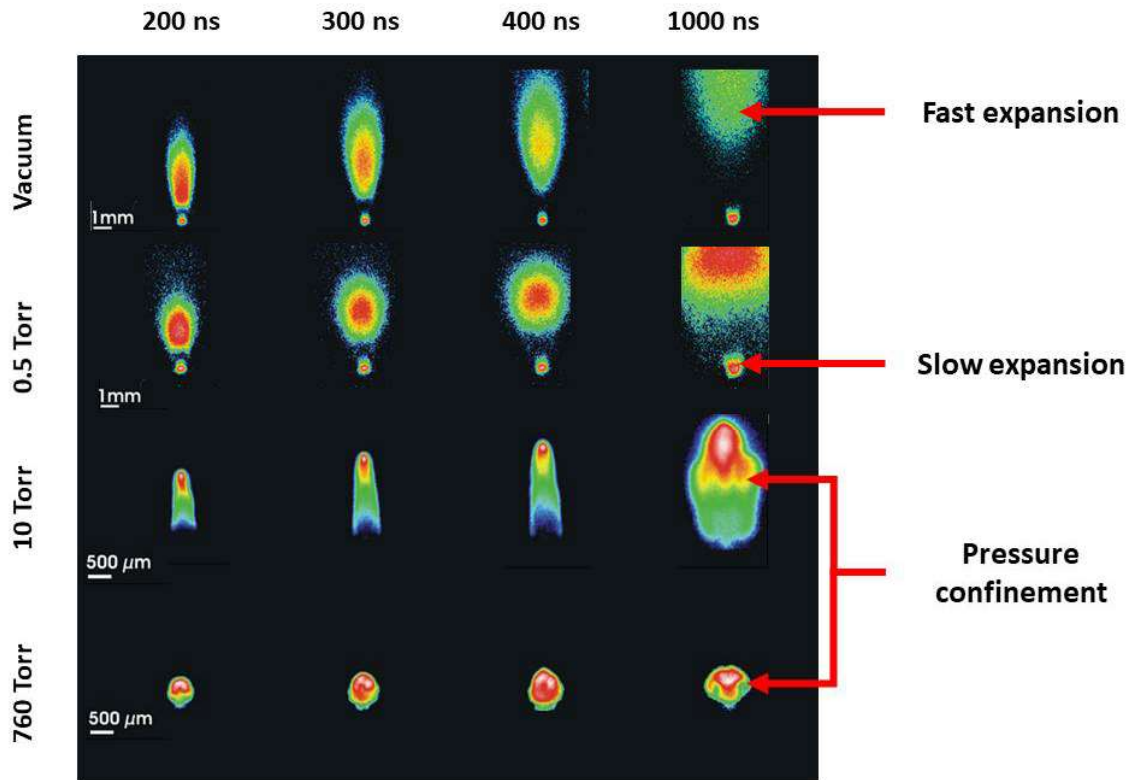 200 ns 300 ns 400 ns 1000 ns
Vacuum
Fast expansion
1mm
0.5 Torr
Slow expansion
1mm
10 Torr
500 μm
Pressure
confinement
760 Torr
500 μm